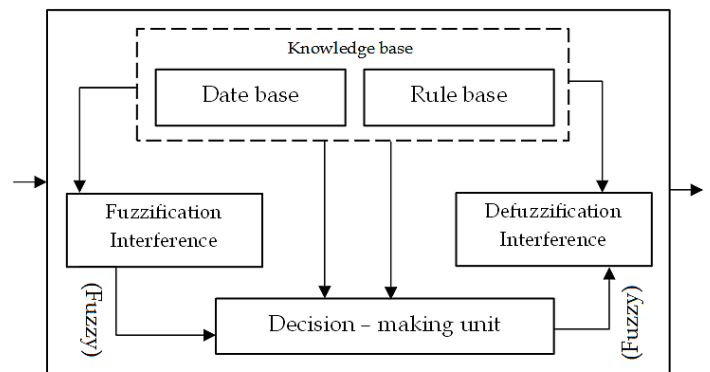 Knowledge base
Date base
Rule base
Fuzzification
Interference
Defuzzification
Interference
(Fuzzy)
Decision – making unit
(Fuzzy)